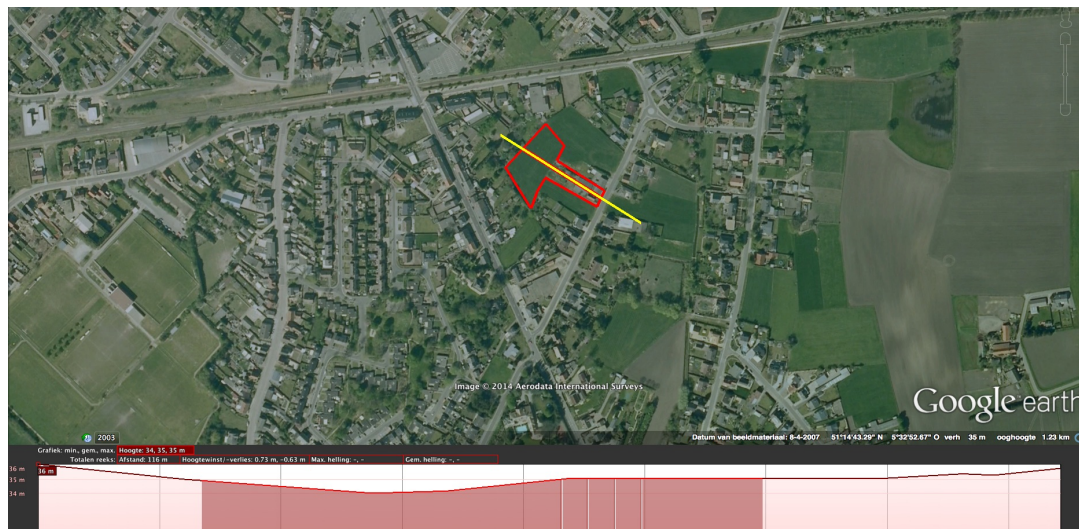 Image © 2014 Aerodata International Surveys
Google earth
2003
Datum van beeldmateriaal: 8-4-2007 51°14'43.29" N 5°32'52.67" O verh 35 m ooghoogte 1.23 km
Grafiek: min., gem., max. Hoogte: 34, 35, 35 m
Totalen reeks: Afstand: 116 m Hoogtewinst/-verlies: 0.73 m, -0.63 m Max. helling: -, - Gem. helling: -, -
36 m 36 m
35 m
34 m